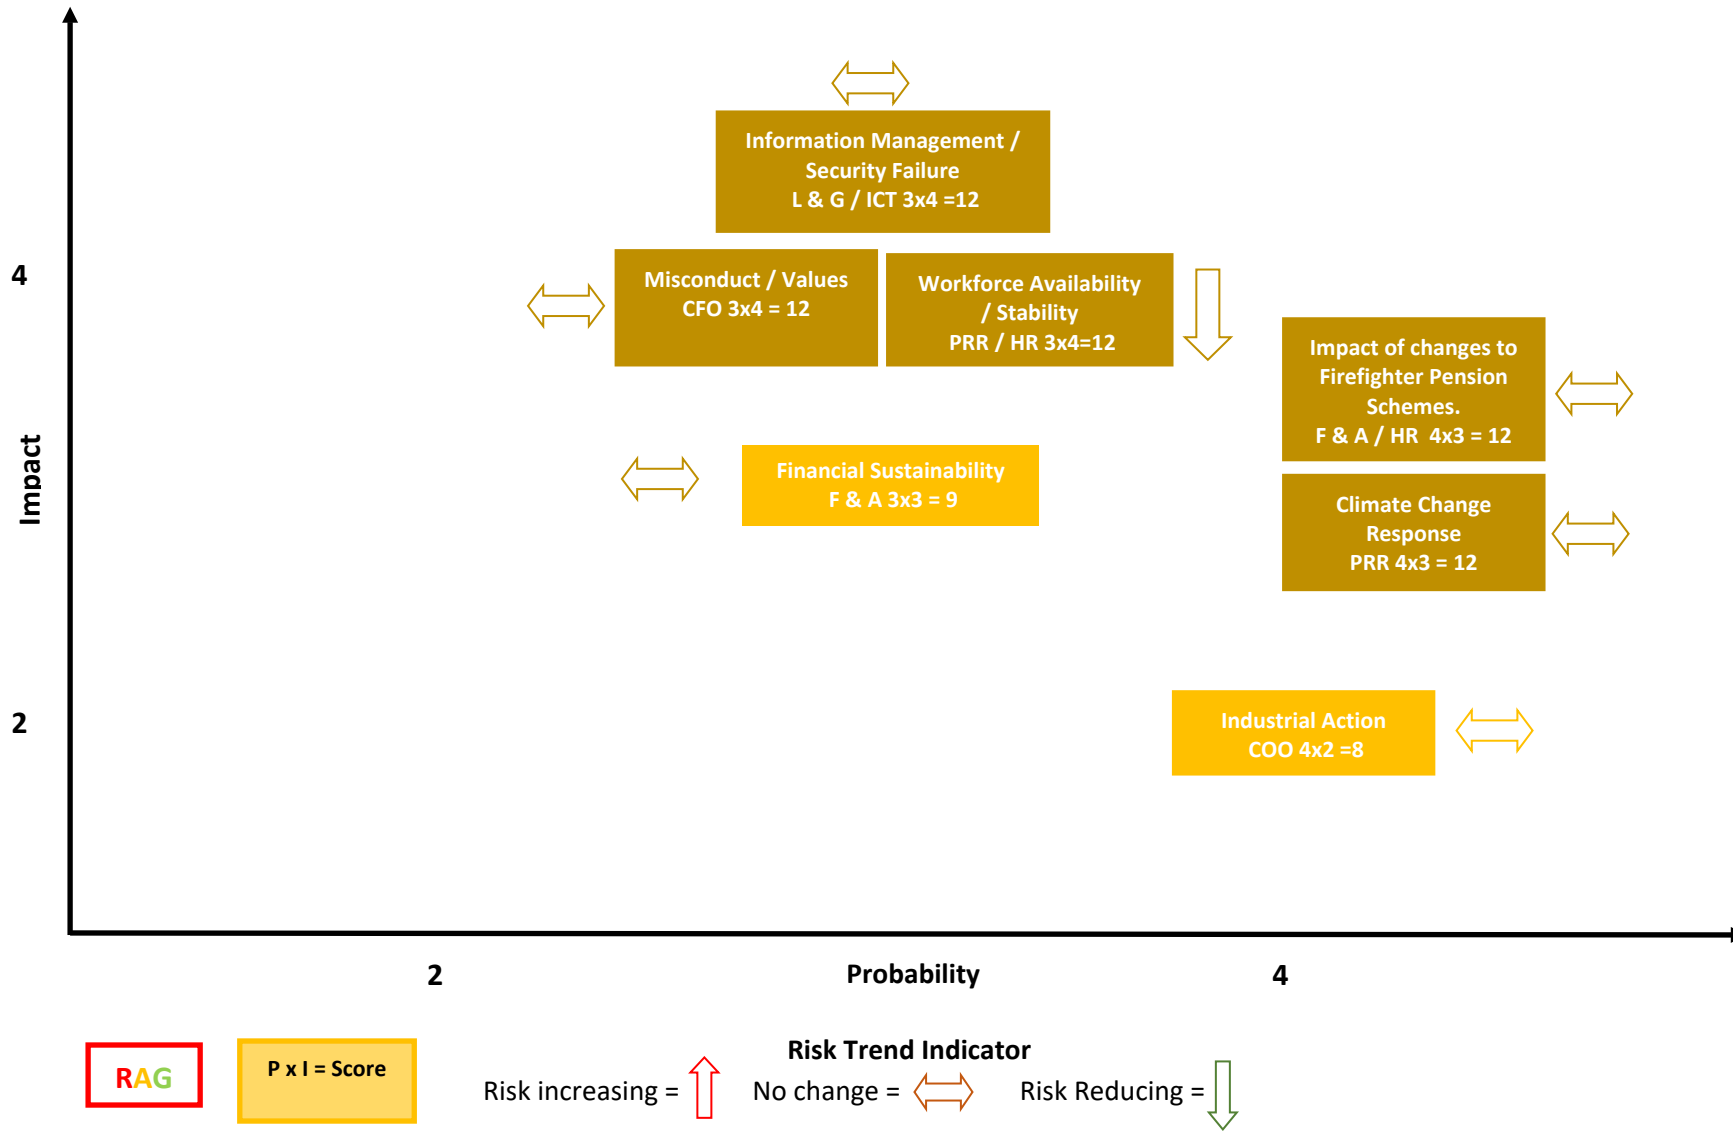 Information Management /
Security Failure
L & G / ICT 3x4 =12
4
Misconduct / Values
CFO 3x4 = 12
Workforce Availability
/ Stability
PRR / HR 3x4=12
Impact of changes to
Firefighter Pension
Schemes.
F & A / HR  4x3 = 12
Impact
Financial Sustainability
F & A 3x3 = 9
Climate Change
Response
PRR 4x3 = 12
2
Industrial Action
COO 4x2 =8
2
Probability
4
RAG
P x I = Score
Risk Trend Indicator
Risk increasing =
No change =
Risk Reducing =